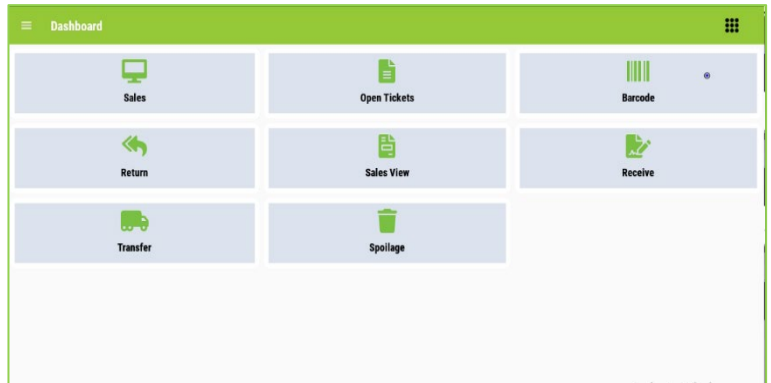 Dashboard
Sales
Open Tickets
Barcode
Return
Sales View
Receive
Transfer
Spoilage